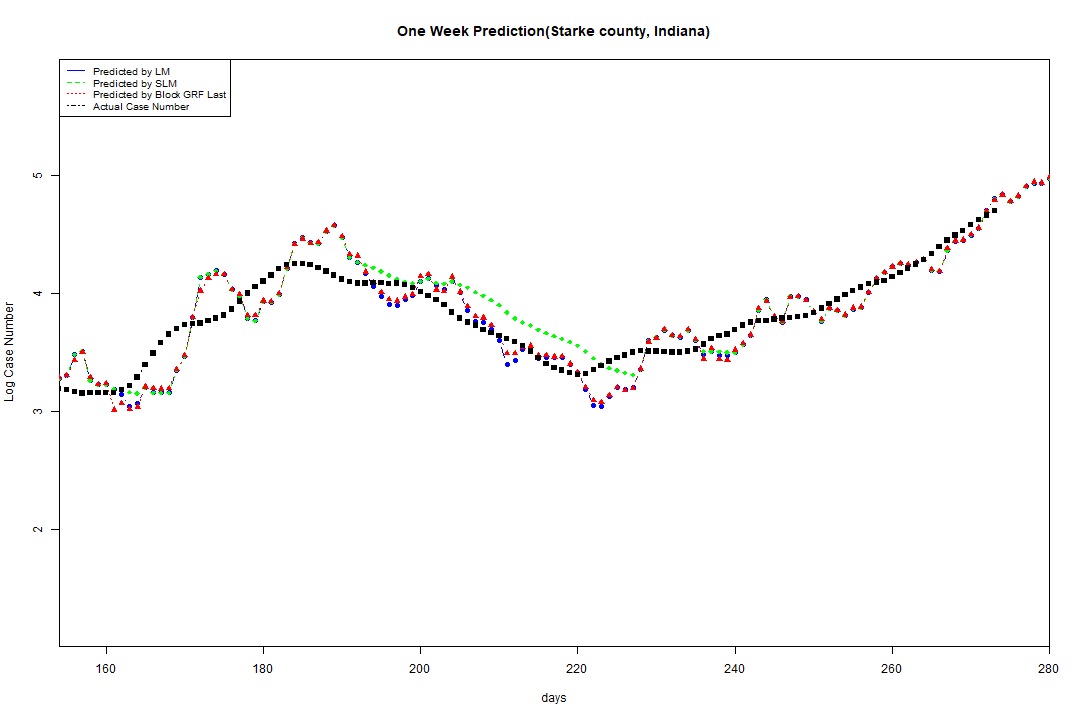 One Week Prediction(Starke county, Indiana)
Predicted by LM
Predicted by SLM
Predicted by Block GRF Last
Actual Case Number
5
4
3
2
Log Case Number
160 180 200 220 240 260 280
days